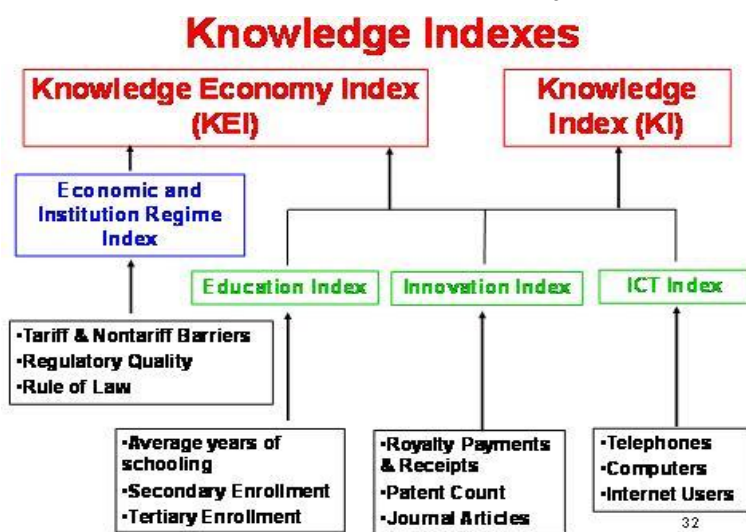 Knowledge Indexes
Knowledge Economy Index
(KEI)
Knowledge
Index (KI)
Economic and
Institution Regime
Index
Education Index
Innovation Index
ICT Index
•Tariff & Nontariff Barriers
•Regulatory Quality
•Rule of Law
•Average years of
schooling
•Secondary Enrollment
•Tertiary Enrollment
•Royalty Payments
& Receipts
•Patent Count
•Journal Articles
•Telephones
•Computers
•Internet Users
32